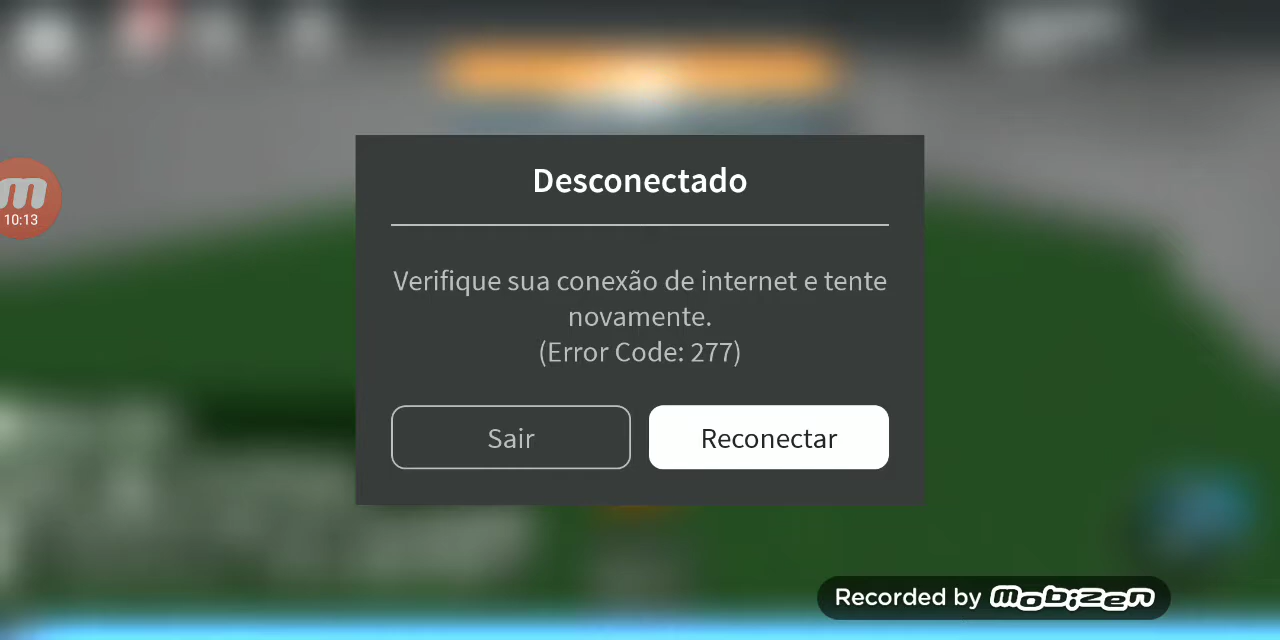 Desconectado
10:13
Verifique sua conexão de internet e tente
novamente.
(Error Code: 277)
Sair
Reconectar
Recorded by mobizen